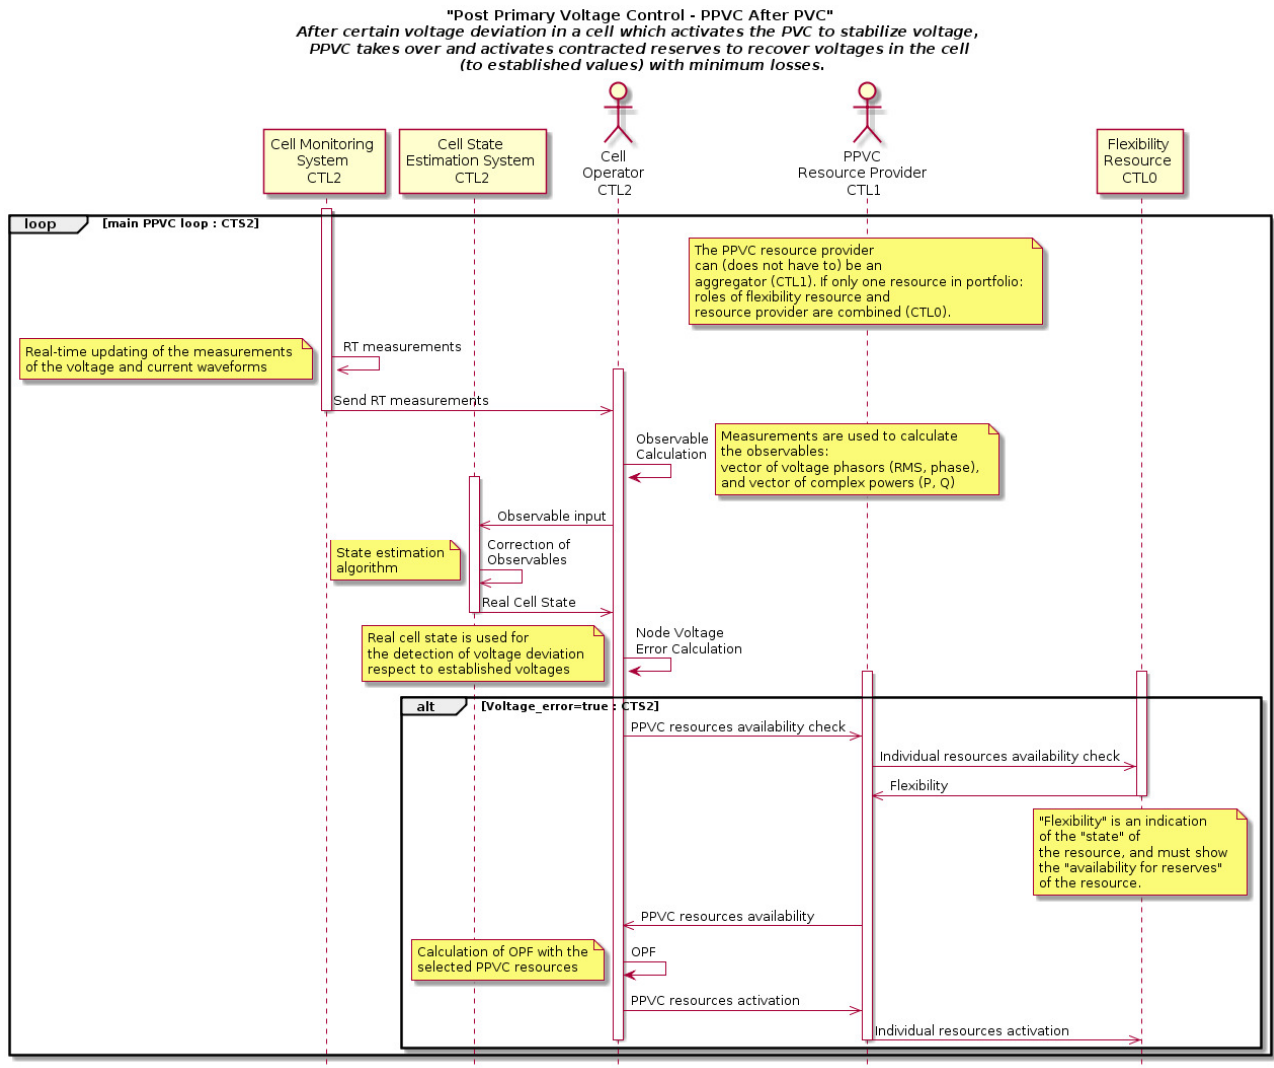 "Post Primary Voltage Control - PPVC After PVC"
After certain voltage deviation in a cell which activates the PVC to stabilize voltage,
PPVC takes over and activates contracted reserves to recover voltages in the cell
(to established values) with minimum losses.
Cell Monitoring
System
CTL2
Cell State
Estimation System
CTL2
Cell
Operator
CTL2
PPVC
Resource Provider
CTL1
Flexibility
Resource
CTL0
loop
[main PPVC loop : CTS2]
The PPVC resource provider
can (does not have to) be an
aggregator (CTL1). If only one resource in portfolio:
roles of flexibility resource and
resource provider are combined (CTL0).
RT measurements
Real-time updating of the measurements
of the voltage and current waveforms
Send RT measurements
Observable
Calculation
Measurements are used to calculate
the observables:
vector of voltage phasors (RMS, phase),
and vector of complex powers (P, Q)
Observable input
Correction of
Observables
State estimation
algorithm
Real Cell State
Node Voltage
Error Calculation
Real cell state is used for
the detection of voltage deviation
respect to established voltages
alt
[Voltage_error=true : CTS2]
PPVC resources availability check
Individual resources availability check
Flexibility
"Flexibility" is an indication
of the "state" of
the resource, and must show
the "availability for reserves"
of the resource.
PPVC resources availability
OPF
Calculation of OPF with the
selected PPVC resources
PPVC resources activation
Individual resources activation